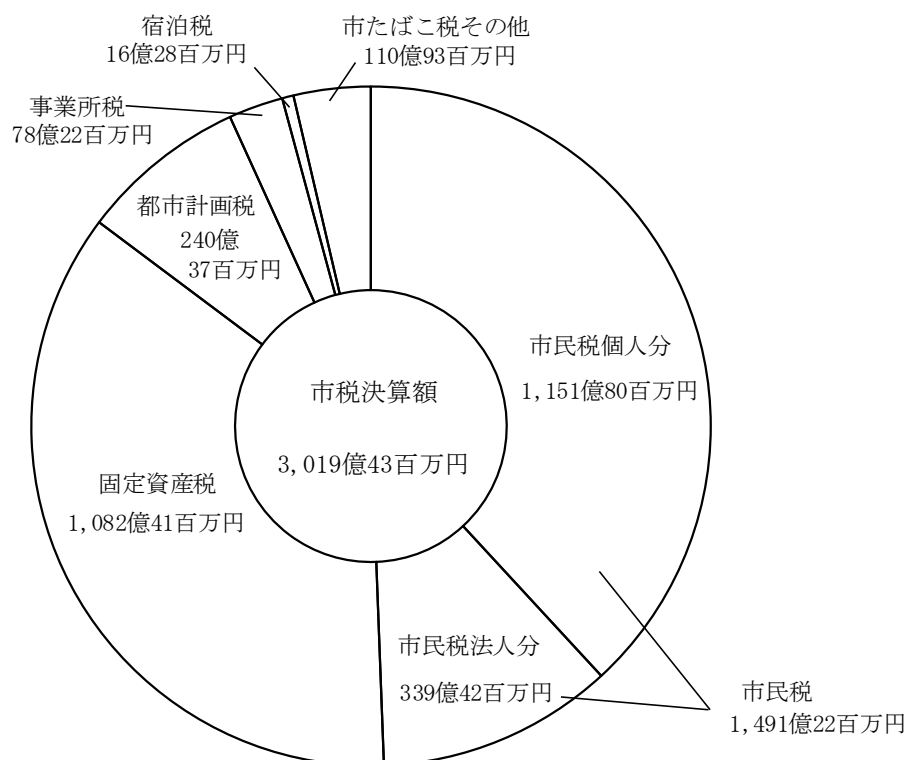 宿泊税
16億28百万円
市たばこ税その他
110億93百万円
事業所税
78億22百万円
都市計画税
240億
37百万円
市民税個人分
1,151億80百万円
市税決算額
3,019億43百万円
固定資産税
1,082億41百万円
市民税法人分
339億42百万円
市民税
1,491億22百万円